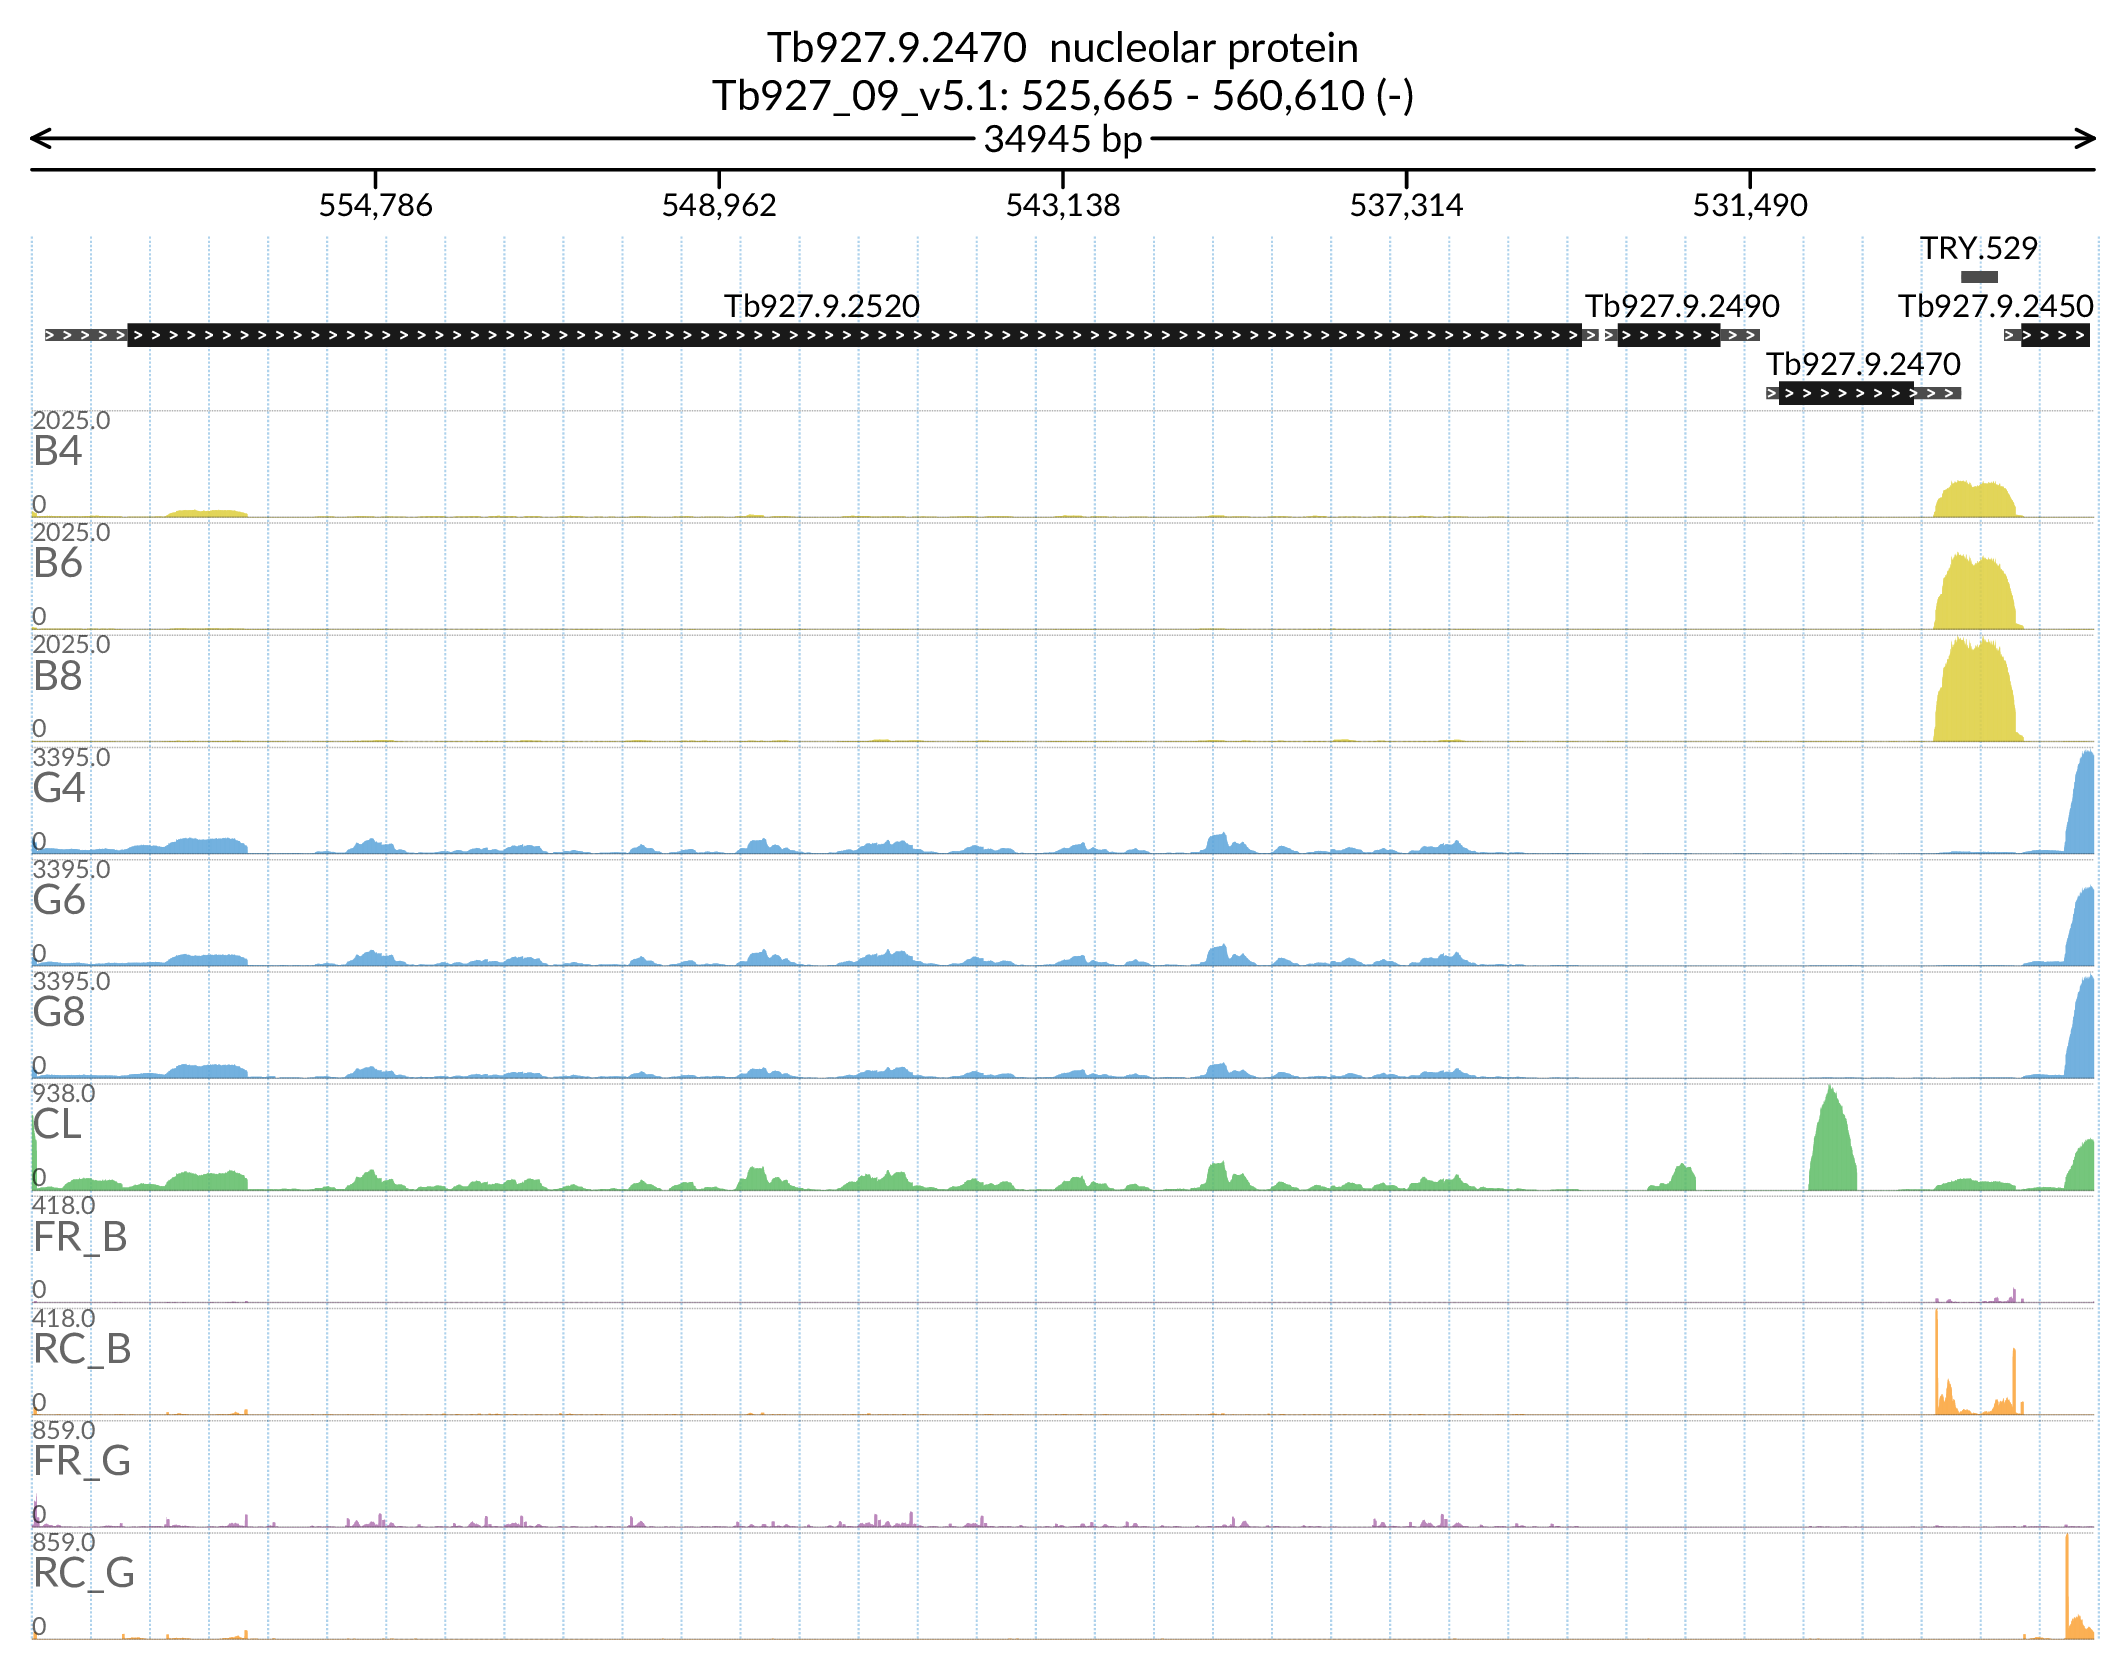 Tb927.9.2470  nucleolar protein
Tb927_09_v5.1: 525,665 - 560,610 (-)
34945 bp
554,786 548,962 543,138 537,314 531,490
TRY.529
Tb927.9.2520 Tb927.9.2490 Tb927.9.2450
Tb927.9.2470
2025.0
B4
0
2025.0
B6
0
2025.0
B8
0
3395.0
G4
0
3395.0
G6
0
3395.0
G8
0
938.0
CL
0
418.0
FR_B
0
418.0
RC_B
0
859.0
FR_G
0
859.0
RC_G
0